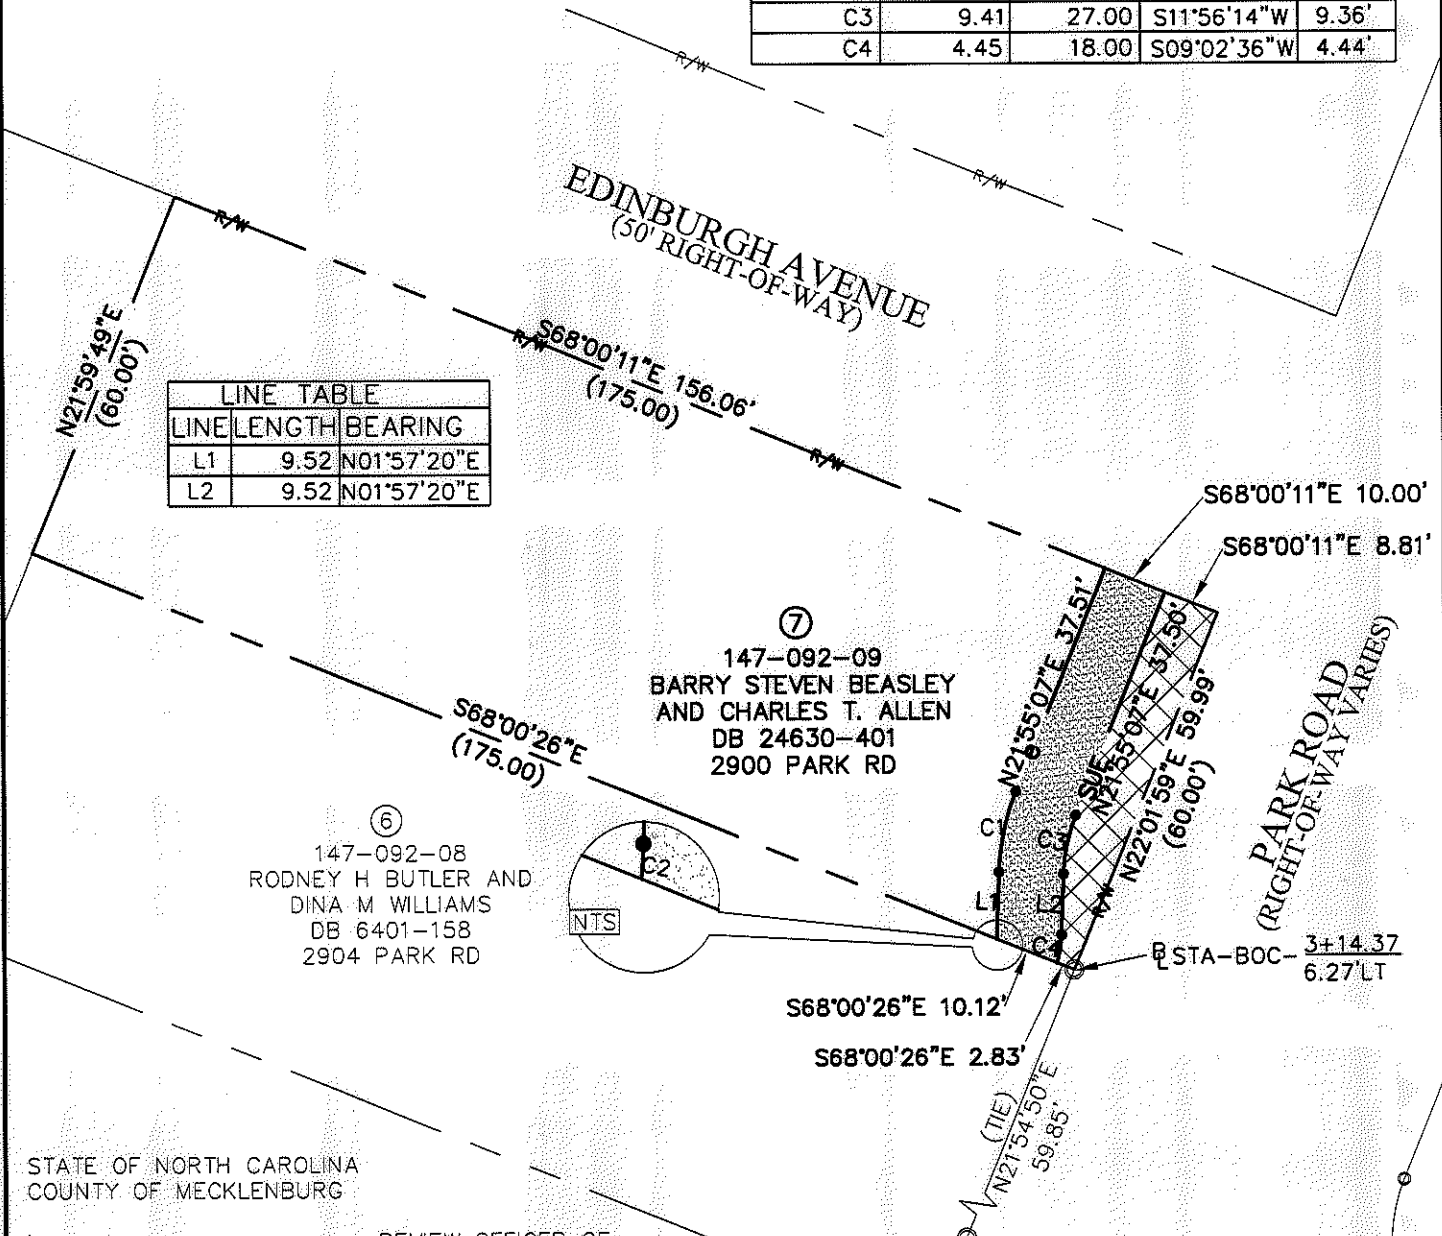 C3 9.41 27.00 S11°56'14"W 9.36'
C4 4.45 18.00 S09°02'36"W 4.44'
R/W
R/W
EDINBURGH AVENUE
(50' RIGHT-OF-WAY)
R/W
N21°59'49"E
(60.00')
R/W
S68°00'11"E 156.06'
(175.00)
R/W
LINE TABLE
LINE LENGTH BEARING
L1 9.52 N01°57'20"E
L2 9.52 N01°57'20"E
S68°00'11"E 10.00'
S68°00'11"E 8.81'
7
147-092-09
BARRY STEVEN BEASLEY
AND CHARLES T. ALLEN
DB 24630-401
2900 PARK RD
N21°55'07"E 37.51'
SUE
N21°55'07"E 37.50'
N22°01'59"E 59.99'
(60.00')
R/W
PARK ROAD
(RIGHT-OF-WAY VARIES)
S68°00'26"E
(175.00)
C1
C3
L1
L2
C4
6
147-092-08
RODNEY H BUTLER AND
DINA M WILLIAMS
DB 6401-158
2904 PARK RD
C2
NTS
BL STA-BOC- 3+14.37
6.27'LT
S68°00'26"E 10.12'
S68°00'26"E 2.83'
(TIE)
N21°54'50"E
59.85'
STATE OF NORTH CAROLINA
COUNTY OF MECKLENBURG
REVIEW OFFICER OF